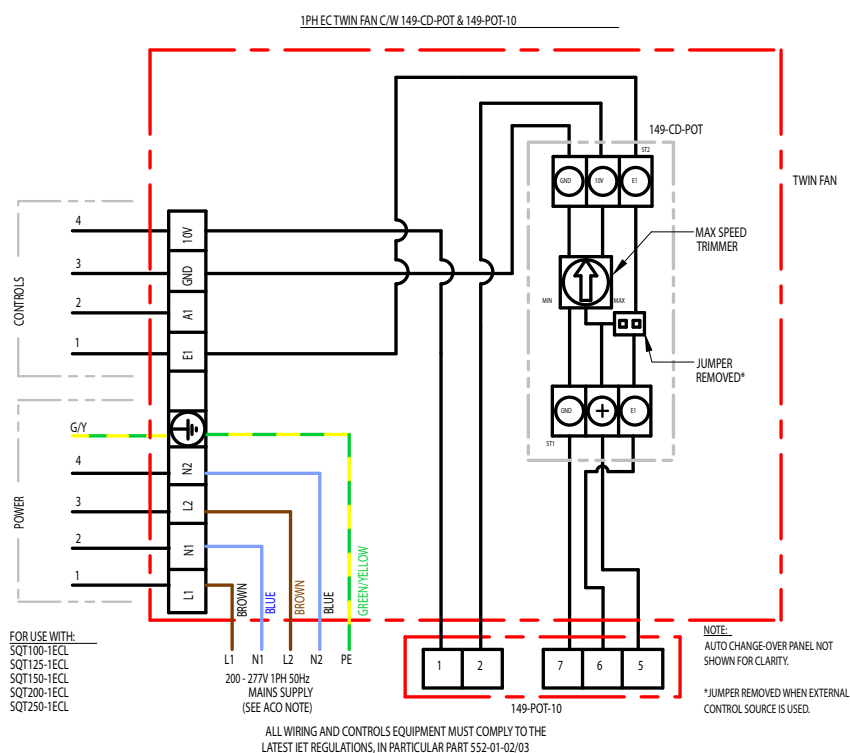 1PH EC TWIN FAN C/W 149-CD-POT & 149-POT-10
149-CD-POT
ST2
GND
10V
E1
TWIN FAN
MAX SPEED
TRIMMER
MIN
MAX
JUMPER
REMOVED*
GND
+
E1
ST1
CONTROLS
4
10V
3
GND
2
A1
1
E1
POWER
G/Y
4
N2
3
L2
2
N1
1
L1
BROWN
BLUE
BROWN
BLUE
GREEN/YELLOW
L1
N1
L2
N2
PE
200 - 277V 1PH 50Hz
MAINS SUPPLY
(SEE ACO NOTE)
FOR USE WITH:
SQT100-1ECL
SQT125-1ECL
SQT150-1ECL
SQT200-1ECL
SQT250-1ECL
1
2
7
6
5
149-POT-10
NOTE:
AUTO CHANGE-OVER PANEL NOT
SHOWN FOR CLARITY.
*JUMPER REMOVED WHEN EXTERNAL
CONTROL SOURCE IS USED.
ALL WIRING AND CONTROLS EQUIPMENT MUST COMPLY TO THE
LATEST IET REGULATIONS, IN PARTICULAR PART 552-01-02/03